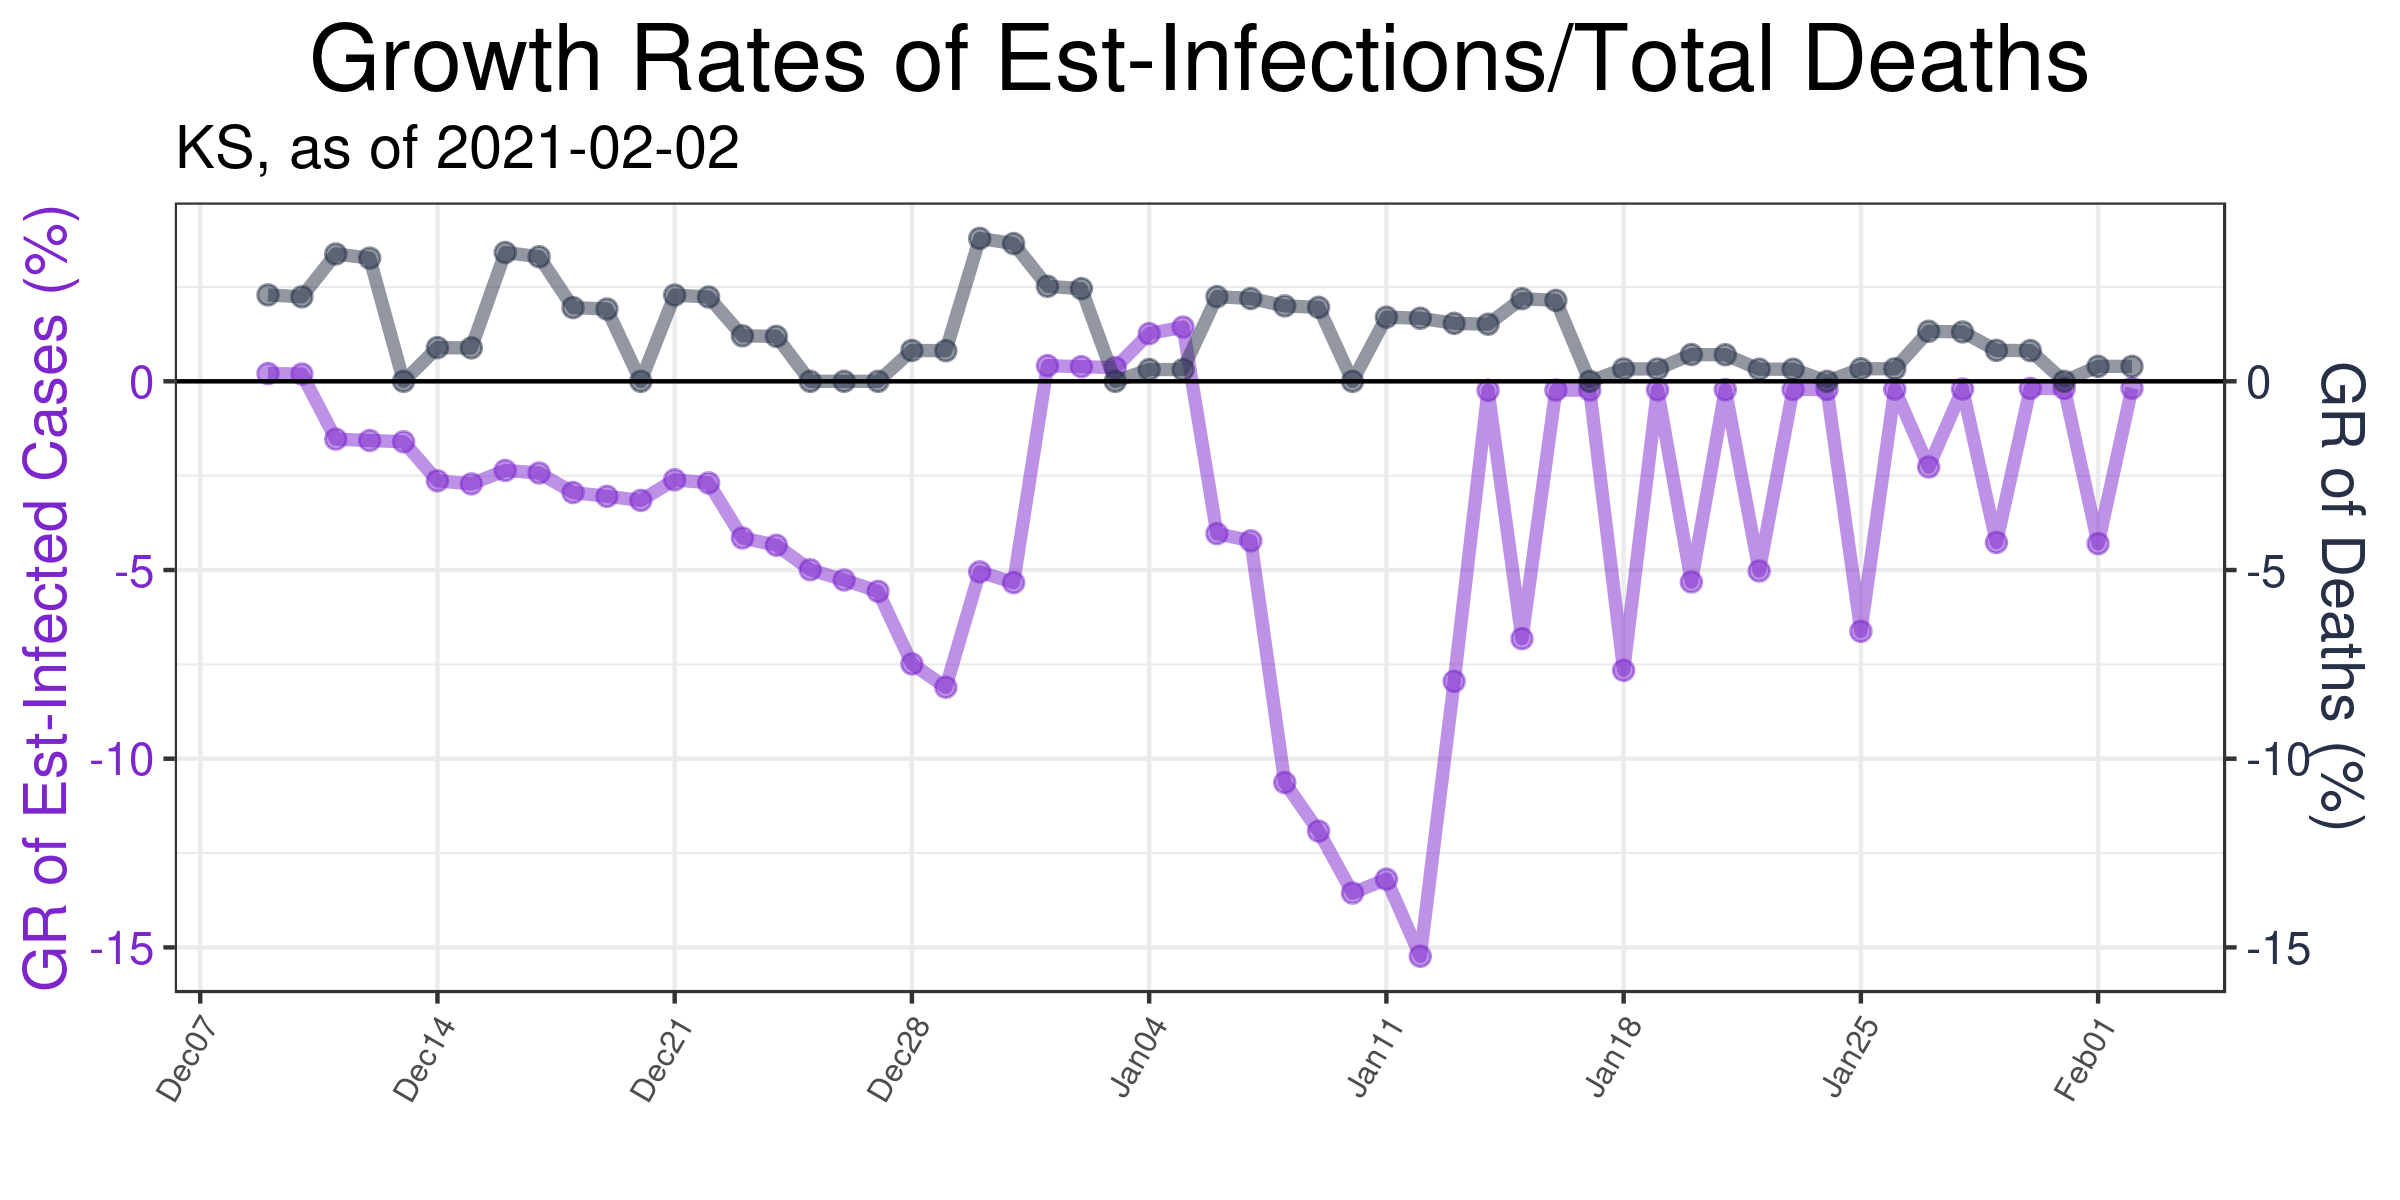 Growth Rates of Est-Infections/Total Deaths
KS, as of 2021-02-02
GR of Est-Infected Cases (%)
0
-5
-10
-15
0
-5
-10
-15
GR of Deaths (%)
Dec07
Dec14
Dec21
Dec28
Jan04
Jan11
Jan18
Jan25
Feb01